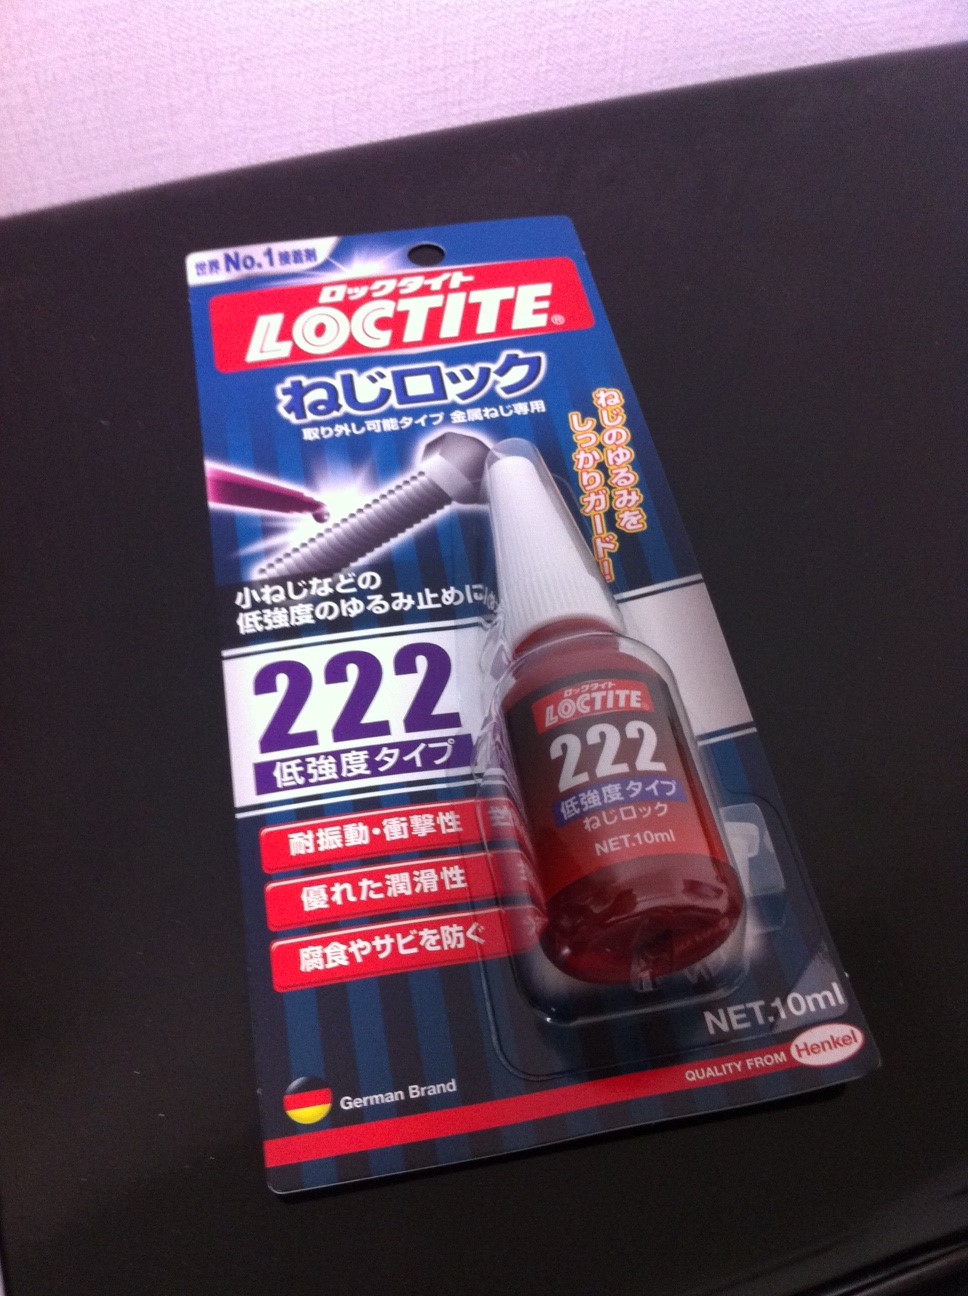 世界No.1接着剤
ロックタイト
LOCTITE®
ねじロック
取り外し可能タイプ 金属ねじ専用
ねじのゆるみを
しっかりガード!!
小ねじなどの
低強度のゆるみ止めに
222
低強度タイプ
耐振動・衝撃性
優れた潤滑性
腐食やサビを防ぐ
ロックタイト
LOCTITE
222
低強度タイプ
ねじロック
NET.10ml
NET.10ml
German Brand
QUALITY FROM Henkel